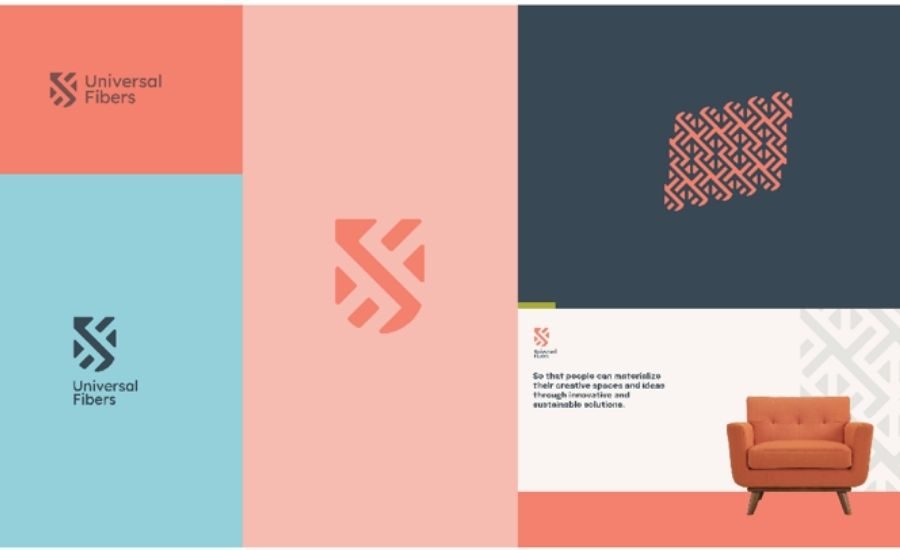 Universal
Fibers
Universal
Fibers
Universal
Fibers
So that people can materialize
their creative spaces and ideas
through innovative and
sustainable solutions.